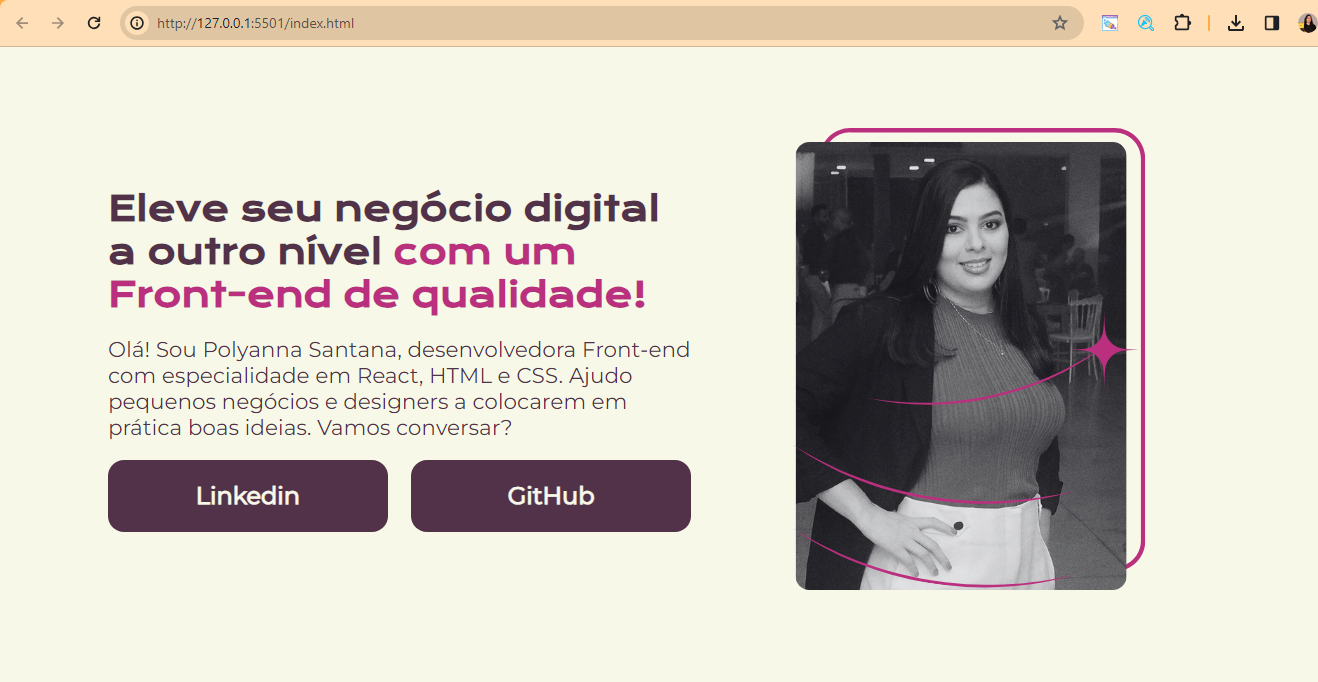 http://127.0.0.1:5501/index.html
Eleve seu negócio digital
a outro nível com um
Front-end de qualidade!
Olá! Sou Polyanna Santana, desenvolvedora Front-end
com especialidade em React, HTML e CSS. Ajudo
pequenos negócios e designers a colocarem em
prática boas ideias. Vamos conversar?
Linkedin
GitHub